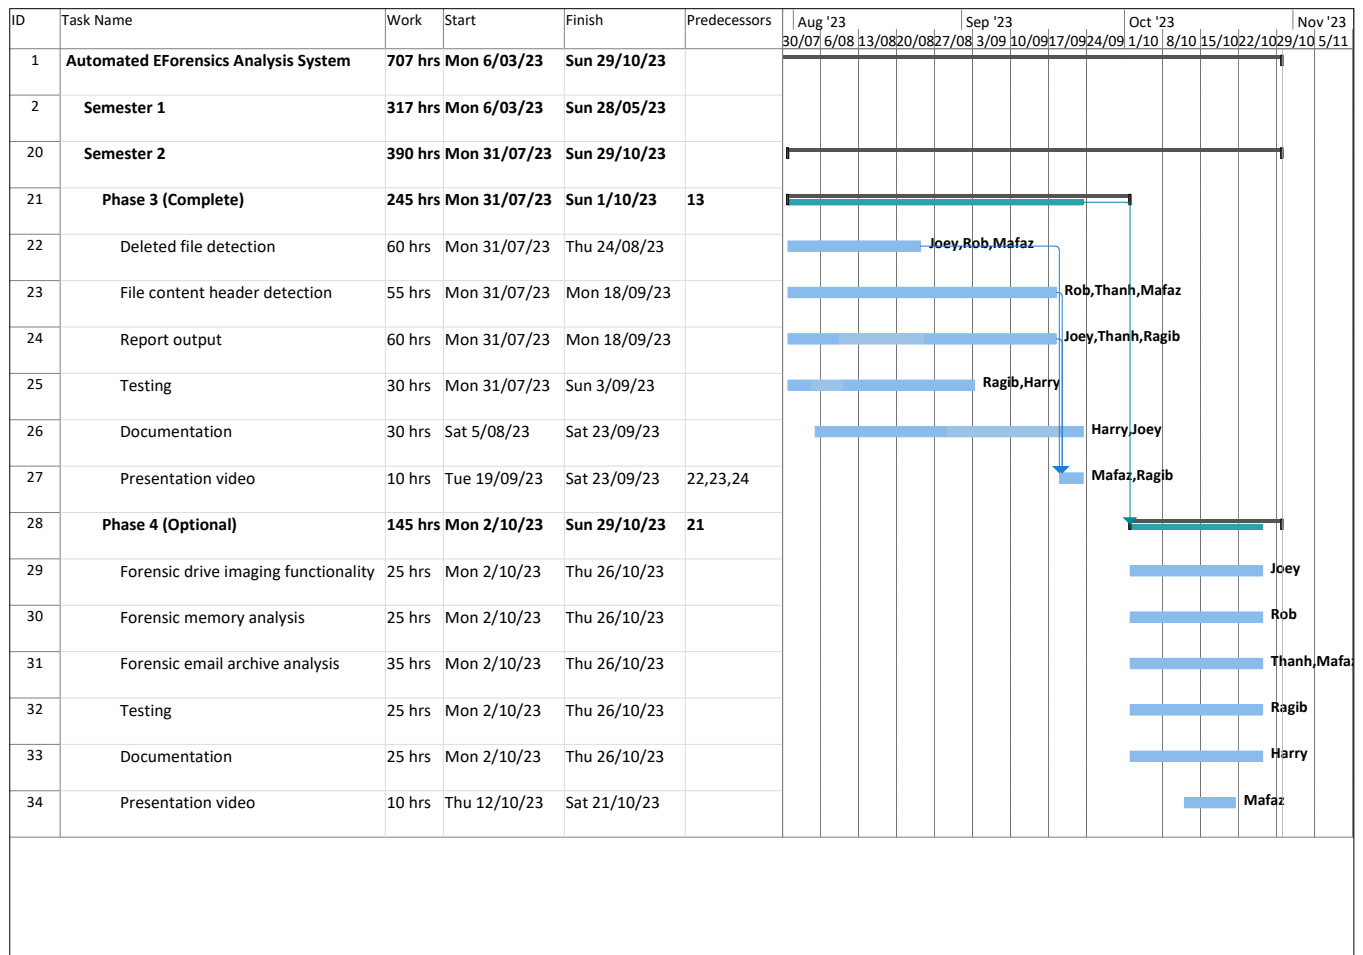 ID Task Name Work Start Finish Predecessors Aug '23 Sep '23 Oct '23 Nov '23
30/07 6/08 13/08 20/08 27/08 3/09 10/09 17/09 24/09 1/10 8/10 15/10 22/10 29/10 5/11
1 Automated EForensics Analysis System 707 hrs Mon 6/03/23 Sun 29/10/23
2 Semester 1 317 hrs Mon 6/03/23 Sun 28/05/23
20 Semester 2 390 hrs Mon 31/07/23 Sun 29/10/23
21 Phase 3 (Complete) 245 hrs Mon 31/07/23 Sun 1/10/23 13
22 Deleted file detection 60 hrs Mon 31/07/23 Thu 24/08/23 Joey,Rob,Mafaz
23 File content header detection 55 hrs Mon 31/07/23 Mon 18/09/23 Rob,Thanh,Mafaz
24 Report output 60 hrs Mon 31/07/23 Mon 18/09/23 Joey,Thanh,Ragib
25 Testing 30 hrs Mon 31/07/23 Sun 3/09/23 Ragib,Harry
26 Documentation 30 hrs Sat 5/08/23 Sat 23/09/23 Harry,Joey
27 Presentation video 10 hrs Tue 19/09/23 Sat 23/09/23 22,23,24 Mafaz,Ragib
28 Phase 4 (Optional) 145 hrs Mon 2/10/23 Sun 29/10/23 21
29 Forensic drive imaging functionality 25 hrs Mon 2/10/23 Thu 26/10/23 Joey
30 Forensic memory analysis 25 hrs Mon 2/10/23 Thu 26/10/23 Rob
31 Forensic email archive analysis 35 hrs Mon 2/10/23 Thu 26/10/23 Thanh,Mafaz
32 Testing 25 hrs Mon 2/10/23 Thu 26/10/23 Ragib
33 Documentation 25 hrs Mon 2/10/23 Thu 26/10/23 Harry
34 Presentation video 10 hrs Thu 12/10/23 Sat 21/10/23 Mafaz